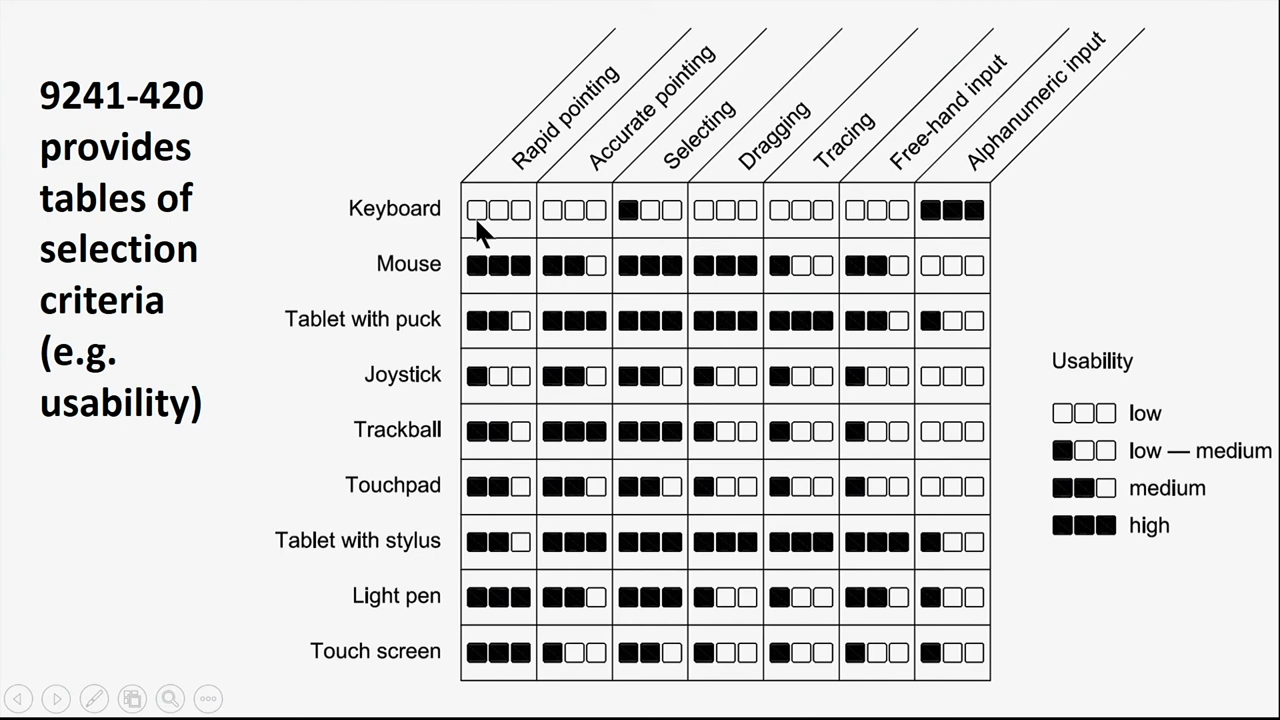 9241-420
provides
tables of
selection
criteria
(e.g.
usability)
Rapid pointing
Accurate pointing
Selecting
Dragging
Tracing
Free-hand input
Alphanumeric input
Keyboard
Mouse
Tablet with puck
Joystick
Trackball
Touchpad
Tablet with stylus
Light pen
Touch screen
Usability
low
low — medium
medium
high